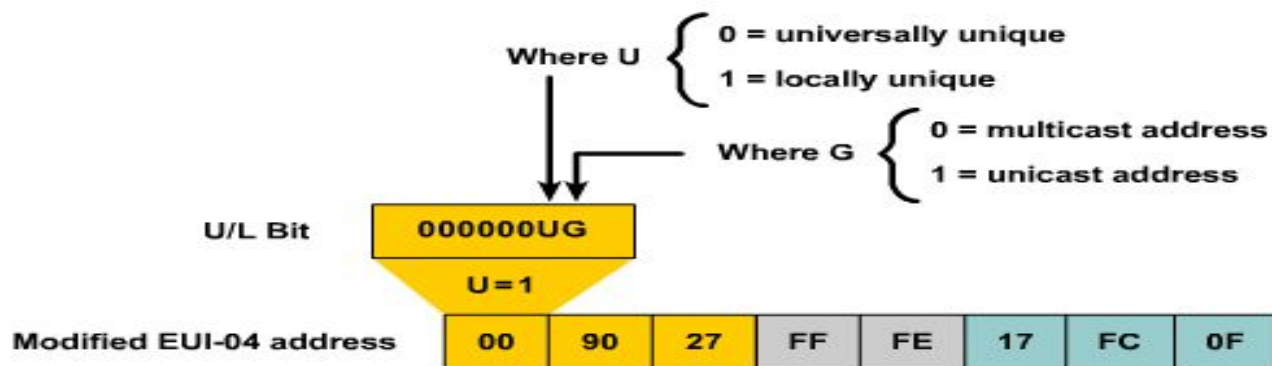 Where U
0 = universally unique
1 = locally unique
Where G
0 = multicast address
1 = unicast address
U/L Bit
000000UG
U=1
Modified EUI-04 address
00 90 27 FF FE 17 FC 0F